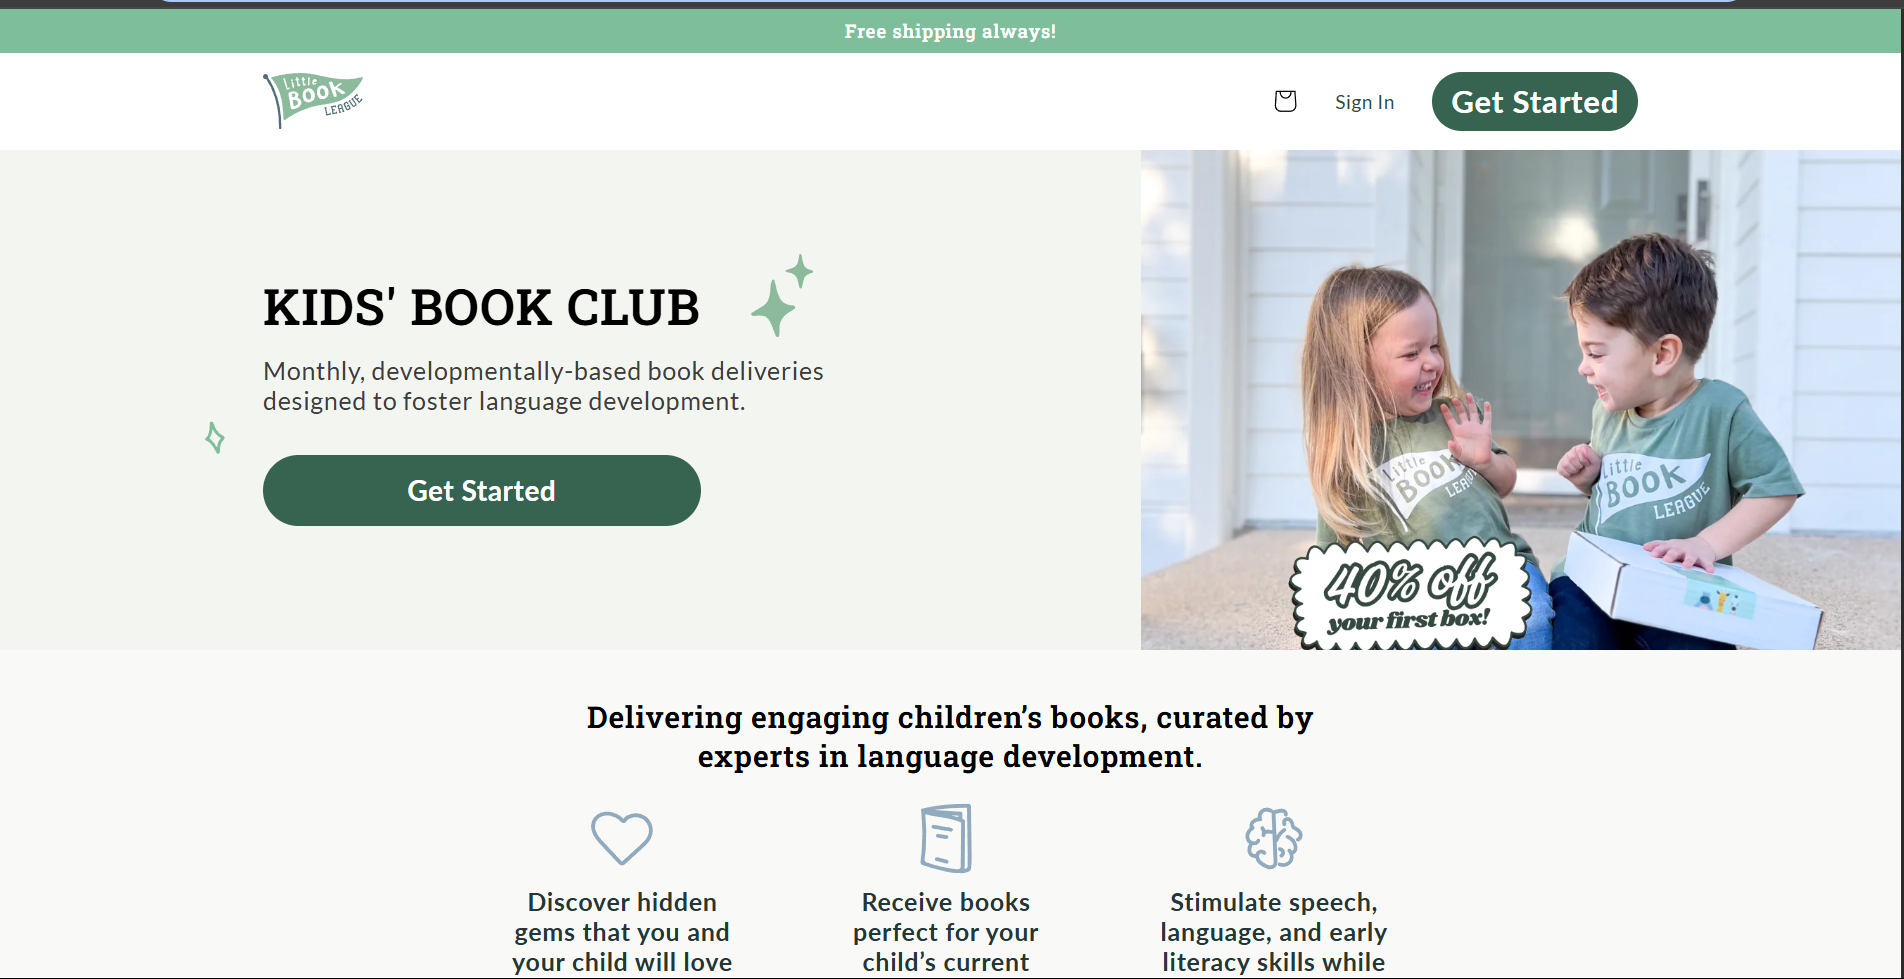 Free shipping always!
Little
BOOK
LEAGUE
Sign In
Get Started
KIDS' BOOK CLUB
Monthly, developmentally-based book deliveries
designed to foster language development.
Get Started
Little
BOOK
LEAGUE
Little
BOOK
LEAGUE
40% off
your first box!
Delivering engaging children’s books, curated by
experts in language development.
Discover hidden
gems that you and
your child will love
Receive books
perfect for your
child’s current
Stimulate speech,
language, and early
literacy skills while